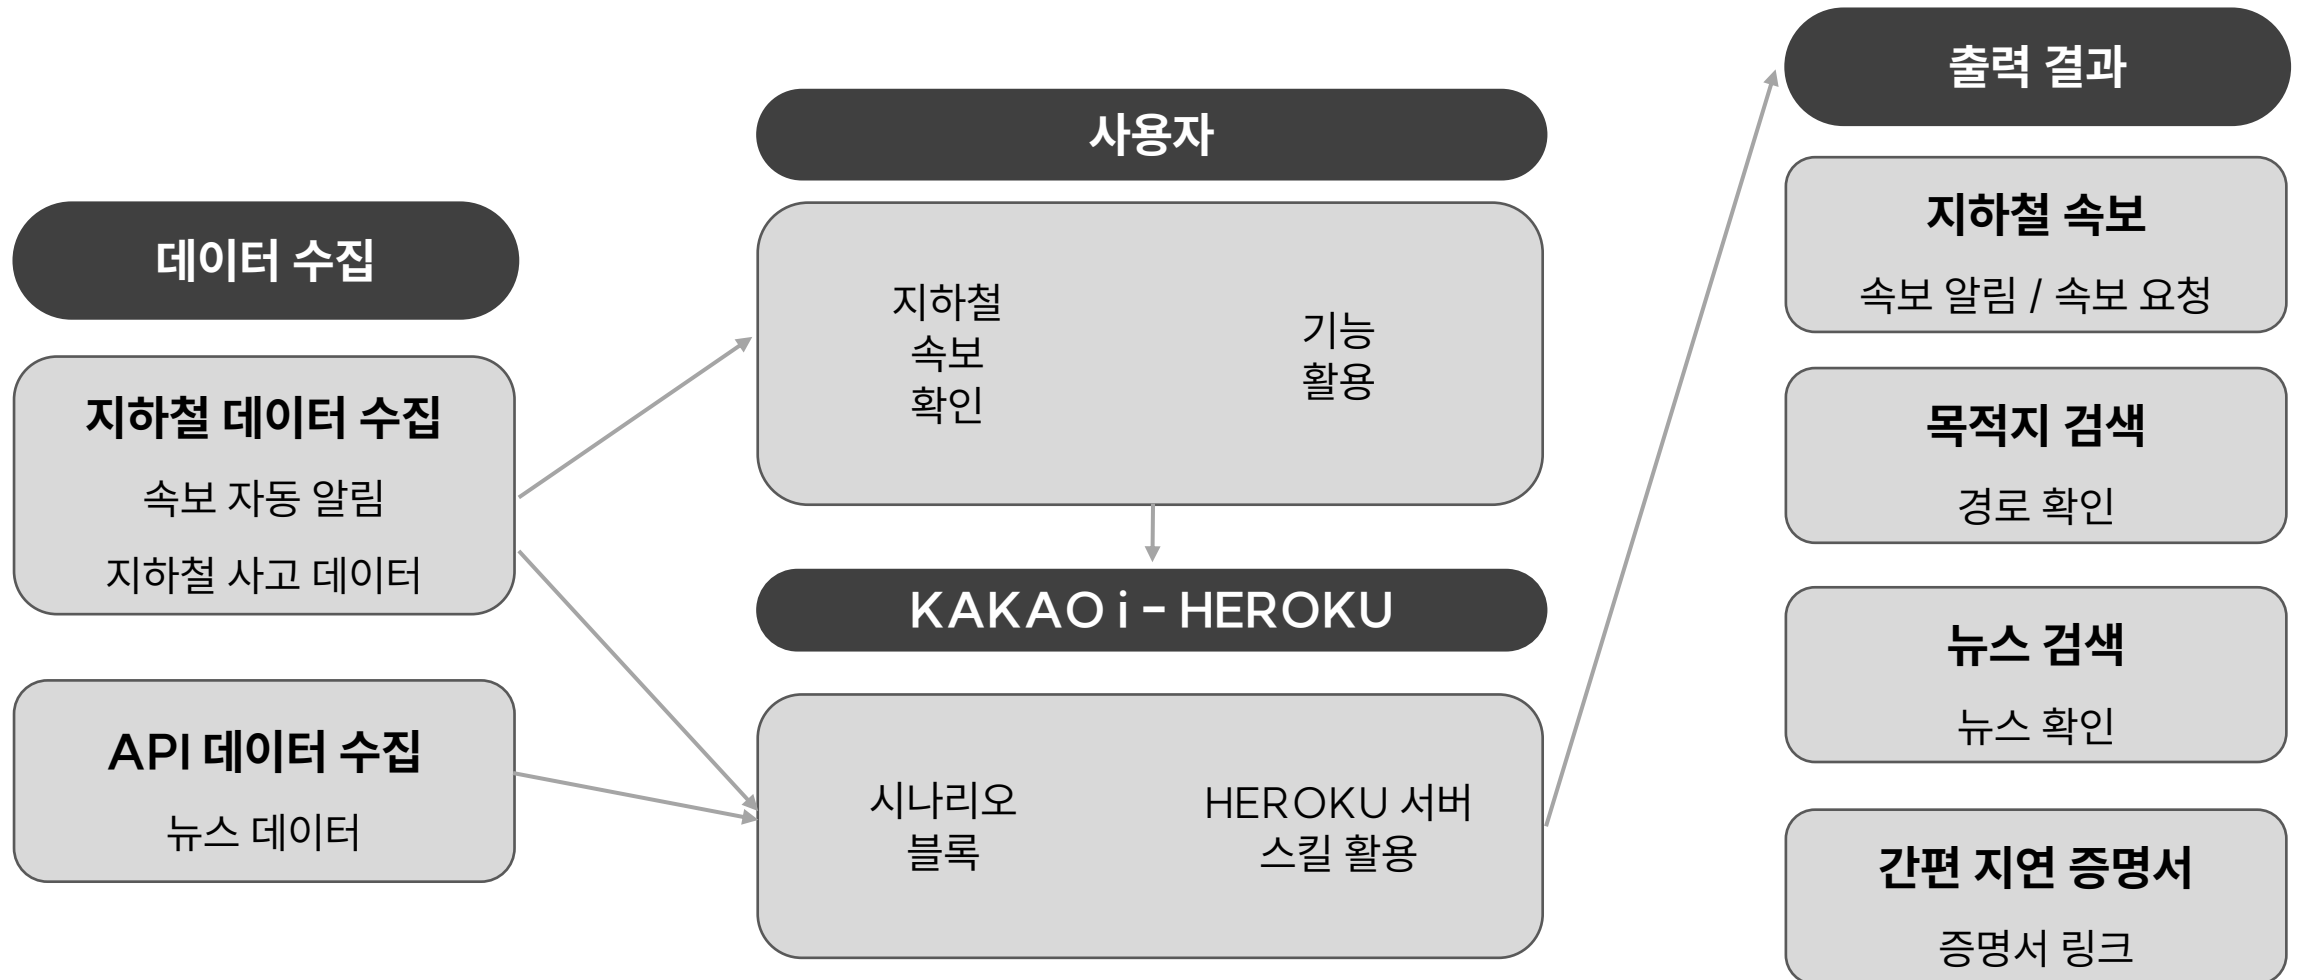 데이터 수집
지하철 데이터 수집
속보 자동 알림
지하철 사고 데이터
API 데이터 수집
뉴스 데이터
사용자
지하철
속보
확인
기능
활용
KAKAO i - HEROKU
시나리오
블록
HEROKU 서버
스킬 활용
출력 결과
지하철 속보
속보 알림 / 속보 요청
목적지 검색
경로 확인
뉴스 검색
뉴스 확인
간편 지연 증명서
증명서 링크